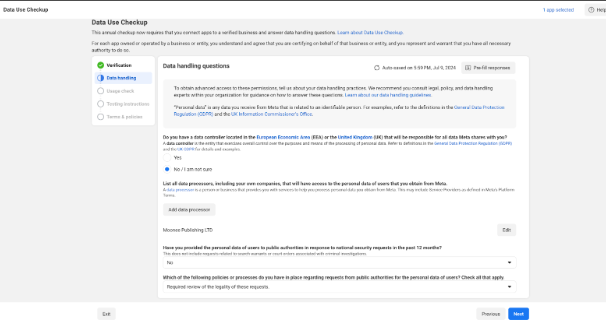 Data Use Checkup
1 app selected
Help
Data Use Checkup
This annual checkup now requires that you connect apps to a verified business and answer data handling questions. Learn about Data Use Checkup.
For each app owned or operated by a business or entity, you understand and agree that you are certifying on behalf of that business or entity, and you represent and warrant that you have all necessary
authority to do so.
Verification
Data handling
Usage check
Testing instructions
Terms & policies
Data handling questions
Auto-saved on 5:59 PM, Jul 9, 2024
Pre-fill responses
To obtain advanced access to these permissions, tell us about your data handling practices. We recommend you consult legal, policy, and data handling
experts within your organization for guidance on how to answer these questions. Learn about our data handling guidelines.
"Personal data" is any data you receive from Meta that is related to an identifiable person. For examples, refer to the definitions in the General Data Protection
Regulation (GDPR) and the UK Information Commissioner's Office.
Do you have a data controller located in the European Economic Area (EEA) or the United Kingdom (UK) that will be responsible for all data Meta shares with you?
A data controller is the entity that exercises overall control over the purposes and means of the processing of personal data. Refer to definitions in the General Data Protection Regulation (GDPR)
and the UK GDPR for details and examples.
Yes
No / I am not sure
List all data processors, including your own companies, that will have access to the personal data of users that you obtain from Meta.
A data processor is a personal business that provides you with services to help you process personal data you obtain from Meta. This may include Service Providers as defined in Meta's Platform
Terms.
Add data processor
Publishing LTD
Edit
Have you provided the personal data of users to public authorities in response to national security requests in the past 12 months?
This does not include requests related to search warrants or court orders associated with criminal investigations.
No
Which of the following policies or processes do you have in place regarding requests from public authorities for the personal data of users? Check all that apply
Required review of the legality of these requests.
Exit
Previous
Next